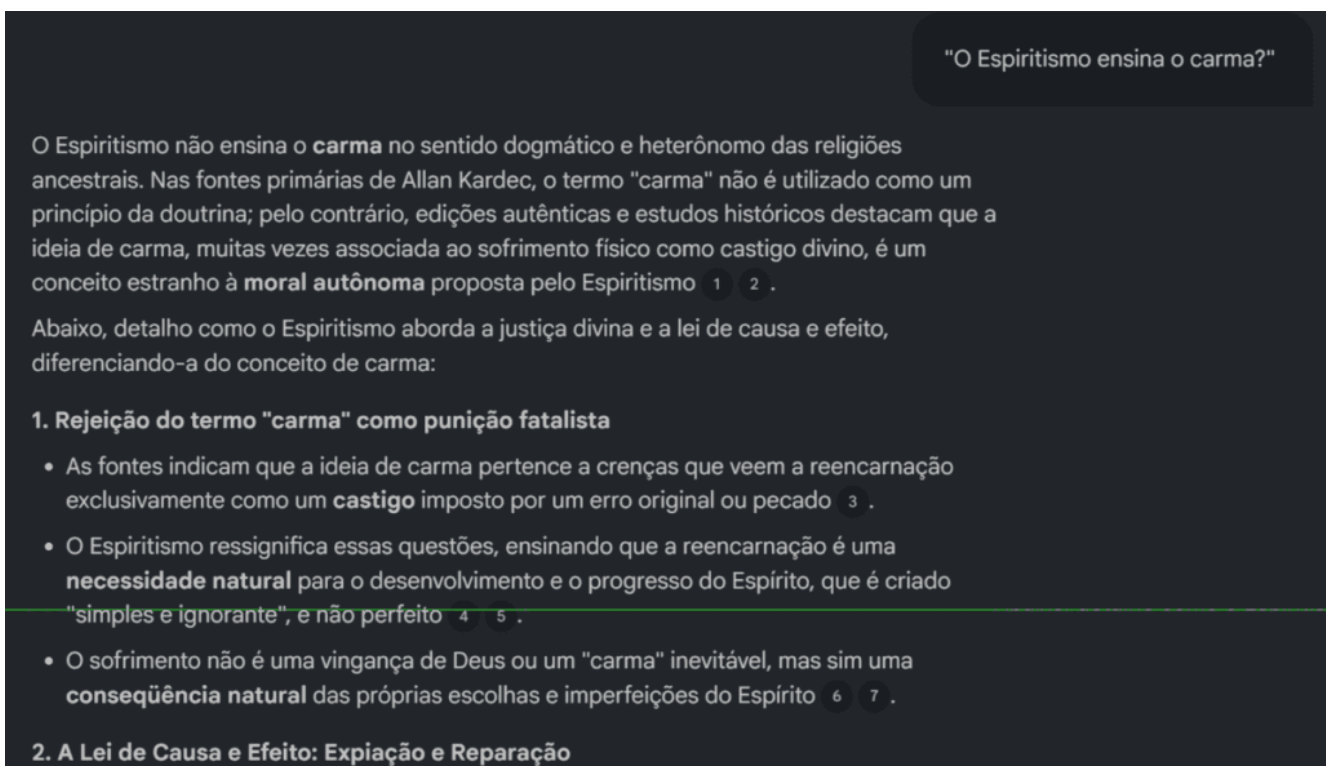 "O Espiritismo ensina o carma?"
O Espiritismo não ensina o carma no sentido dogmático e heterônomo das religiões
ancestrais. Nas fontes primárias de Allan Kardec, o termo "carma" não é utilizado como um
princípio da doutrina; pelo contrário, edições autênticas e estudos históricos destacam que a
ideia de carma, muitas vezes associada ao sofrimento físico como castigo divino, é um
conceito estranho à moral autônoma proposta pelo Espiritismo 1 2 .
Abaixo, detalho como o Espiritismo aborda a justiça divina e a lei de causa e efeito,
diferenciando-a do conceito de carma:
1. Rejeição do termo "carma" como punição fatalista
• As fontes indicam que a ideia de carma pertence a crenças que veem a reencarnação
exclusivamente como um castigo imposto por um erro original ou pecado 3 .
• O Espiritismo ressignifica essas questões, ensinando que a reencarnação é uma
necessidade natural para o desenvolvimento e o progresso do Espírito, que é criado
"simples e ignorante", e não perfeito 4 5 .
• O sofrimento não é uma vingança de Deus ou um "carma" inevitável, mas sim uma
conseqüência natural das próprias escolhas e imperfeições do Espírito 6 7 .
2. A Lei de Causa e Efeito: Expiação e Reparação